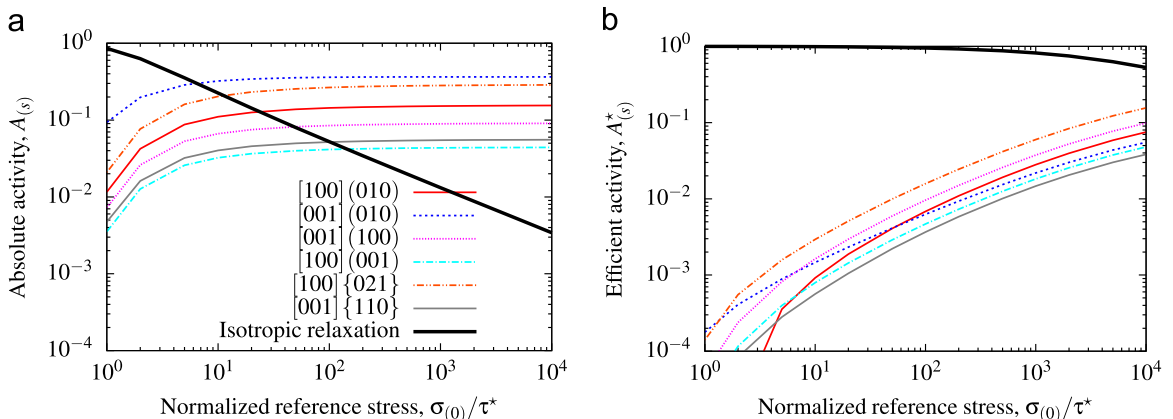 a
Absolute activity, A(s)
10^0
10^-1
10^-2
10^-3
10^-4
[100] (010)
[001] (010)
[001] (100)
[100] (001)
[100] {021}
[001] {110}
Isotropic relaxation
10^0 10^1 10^2 10^3 10^4
Normalized reference stress, σ(0)/τ⋆
b
Efficient activity, A⋆(s)
10^0
10^-1
10^-2
10^-3
10^-4
10^0 10^1 10^2 10^3 10^4
Normalized reference stress, σ(0)/τ⋆